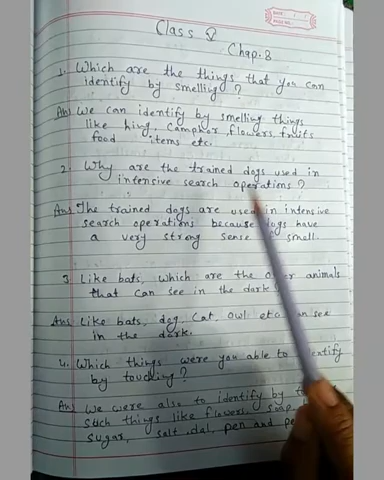 Class V
Chap. 8
1. Which are the things that you can
identify by smelling?
Ans We can identify by smelling things
like hing, camphor, flowers, fruits
food items etc.
2. Why are the trained dogs used in
intensive search operations?
Ans The trained dogs are used in intensive
search operations because dogs have
a very strong sense smell.
3. Like bats, which are the animals
that can see in the dark
Ans Like bats, dog, cat, owl etc see
in the dark.
4. Which things were you able to identify
by touching?
Ans We were also to identify by
such things like flowers, soap
sugar, salt, dal, pen and